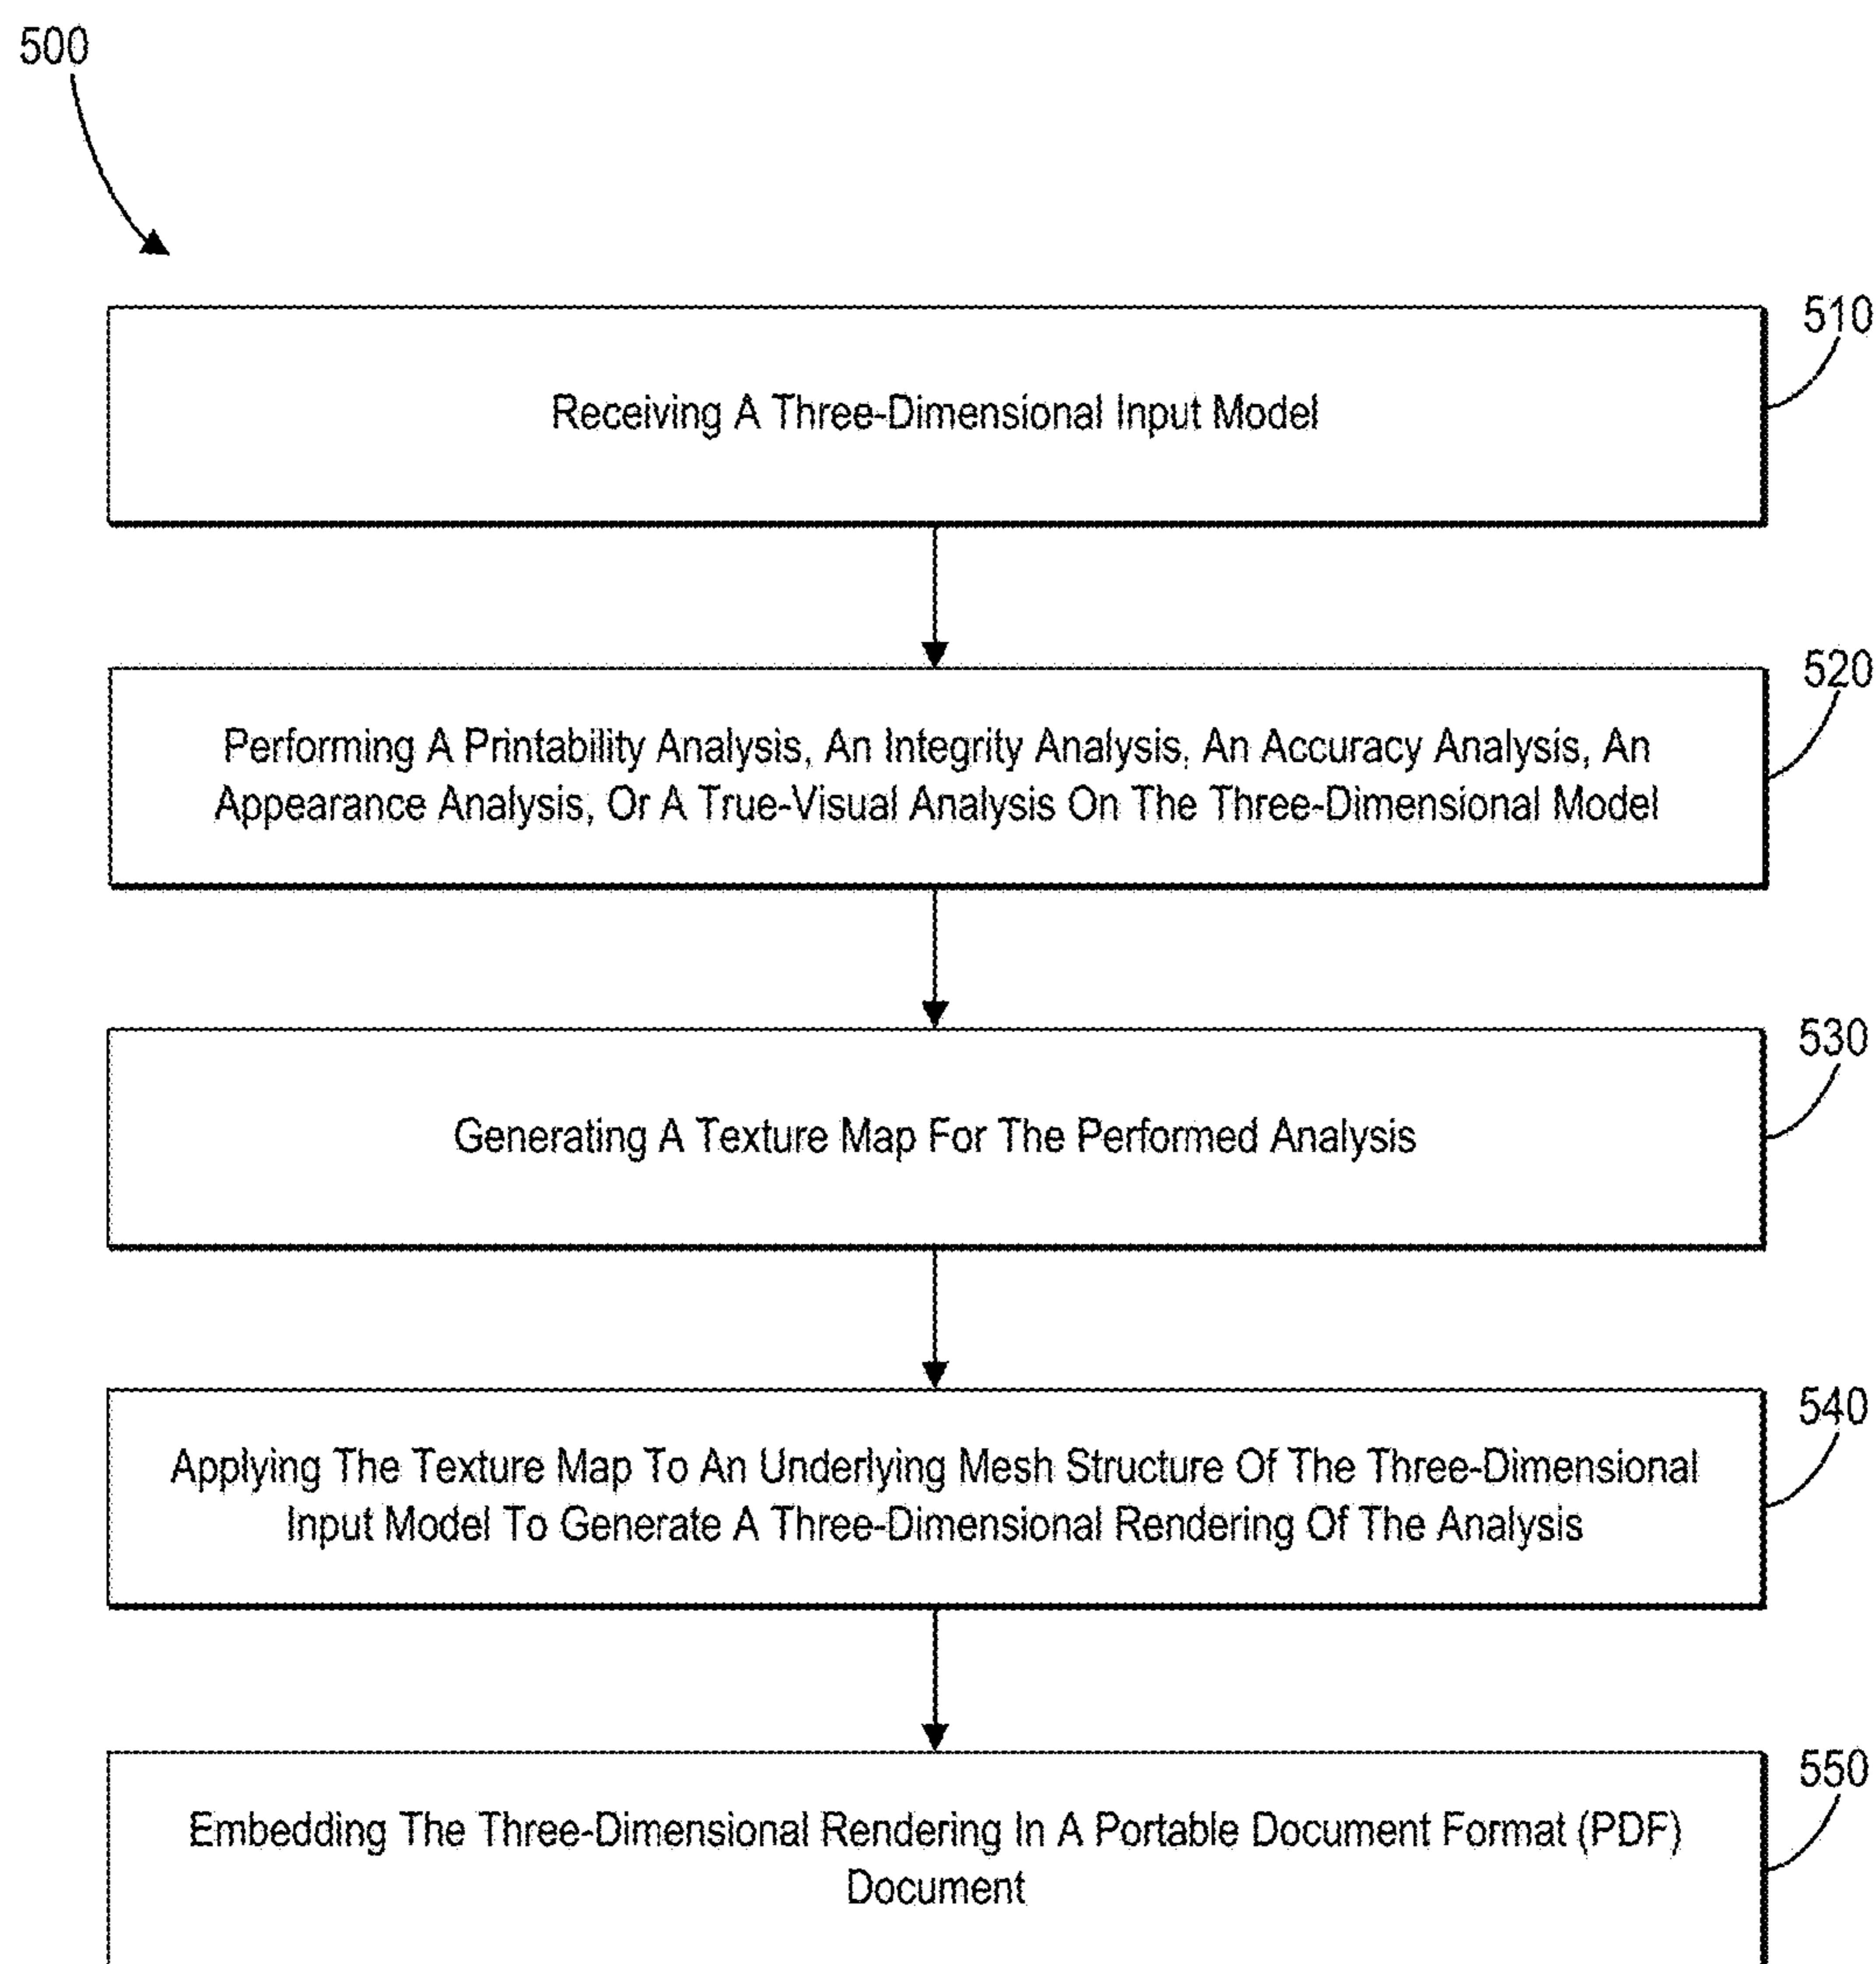 500
510
Receiving A Three-Dimensional Input Model
520
Performing A Printability Analysis, An Integrity Analysis, An Accuracy Analysis, An
Appearance Analysis, Or A True-Visual Analysis On The Three-Dimensional Model
530
Generating A Texture Map For The Performed Analysis
540
Applying The Texture Map To An Underlying Mesh Structure Of The Three-Dimensional
Input Model To Generate A Three-Dimensional Rendering Of The Analysis
550
Embedding The Three-Dimensional Rendering In A Portable Document Format (PDF)
Document